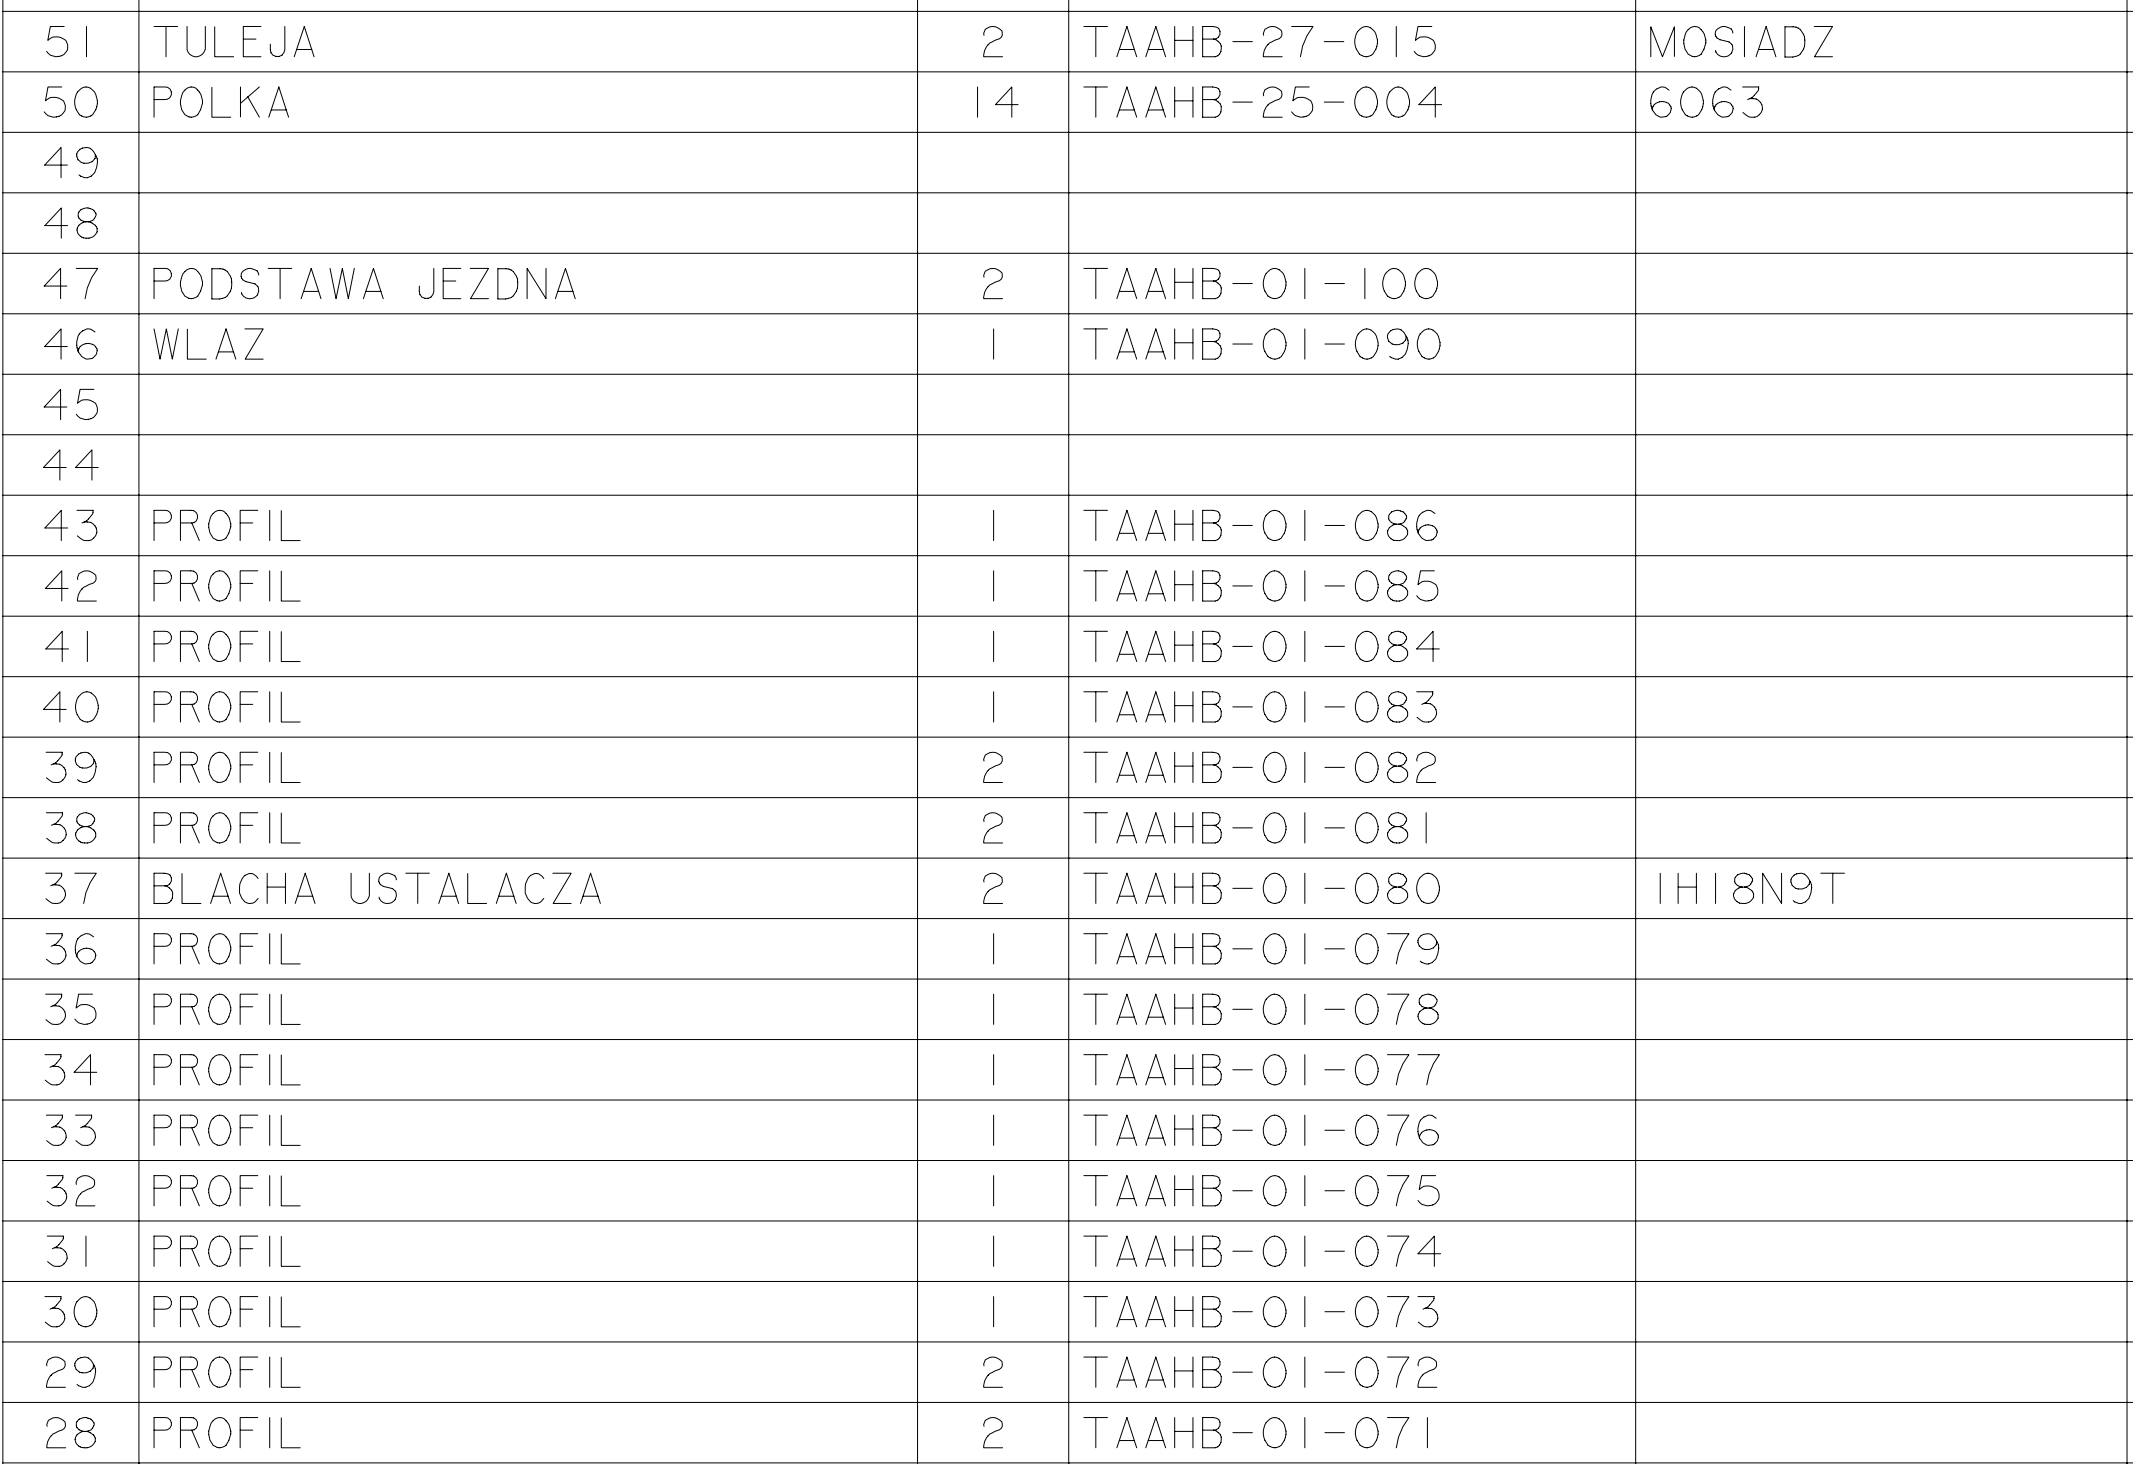 51 TULEJA 2 TAAHB-27-015 MOSIADZ
50 POLKA 14 TAAHB-25-004 6063
49
48
47 PODSTAWA JEZDNA 2 TAAHB-01-100
46 WLAZ 1 TAAHB-01-090
45
44
43 PROFIL 1 TAAHB-01-086
42 PROFIL 1 TAAHB-01-085
41 PROFIL 1 TAAHB-01-084
40 PROFIL 1 TAAHB-01-083
39 PROFIL 2 TAAHB-01-082
38 PROFIL 2 TAAHB-01-081
37 BLACHA USTALACZA 2 TAAHB-01-080 1H18N9T
36 PROFIL 1 TAAHB-01-079
35 PROFIL 1 TAAHB-01-078
34 PROFIL 1 TAAHB-01-077
33 PROFIL 1 TAAHB-01-076
32 PROFIL 1 TAAHB-01-075
31 PROFIL 1 TAAHB-01-074
30 PROFIL 1 TAAHB-01-073
29 PROFIL 2 TAAHB-01-072
28 PROFIL 2 TAAHB-01-071